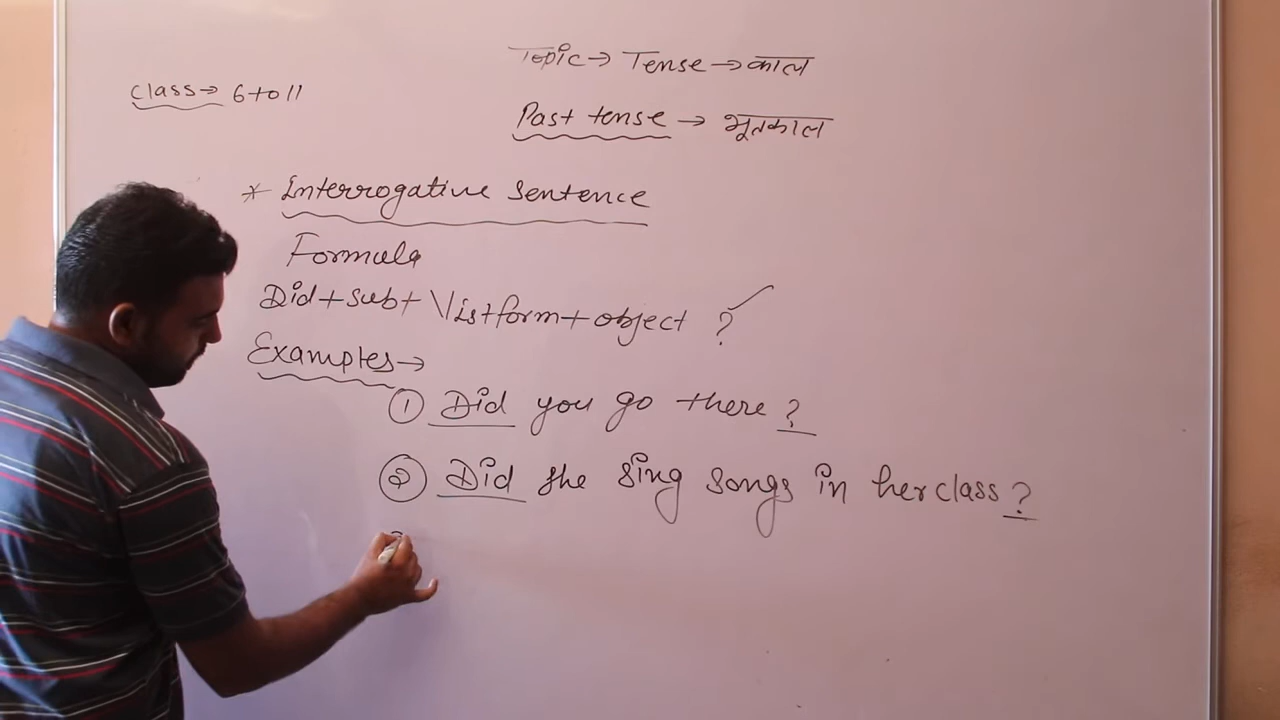 Topic → Tense → काल
Class → 6 to 11
Past tense → भूतकाल
* Interrogative Sentence
Formula
Did + sub + V1st form + object ?
Examples →
① Did you go there ?
② Did she sing songs in her class ?